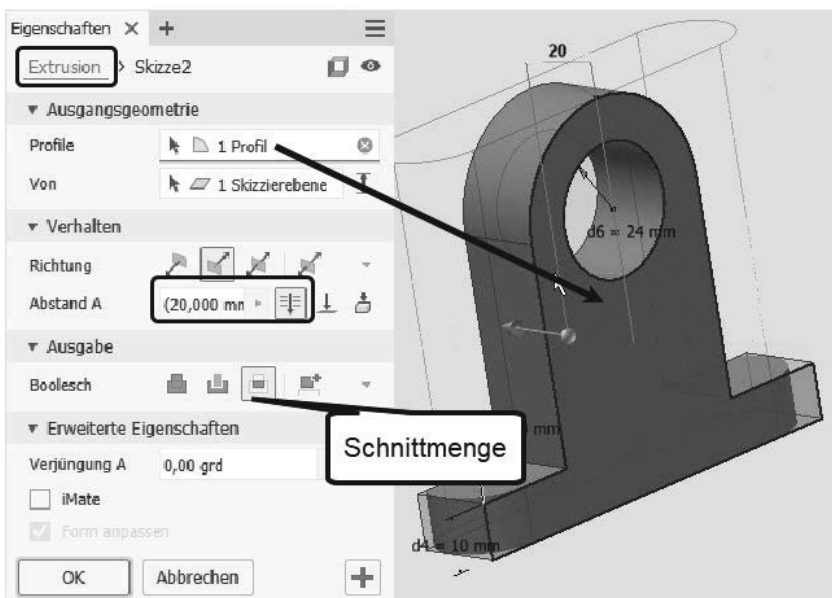 Eigenschaften × +
Extrusion > Skizze2
Ausgangsgeometrie
Profile 1 Profil
Von 1 Skizzierebene
Verhalten
Richtung
Abstand A (20,000 mm
Ausgabe
Boolesch
Erweiterte Eigenschaften
Verjüngung A 0,00 grd
iMate
Form anpassen
OK Abbrechen +
Schnittmenge
20
d6 = 24 mm
mm
d4 = 10 mm